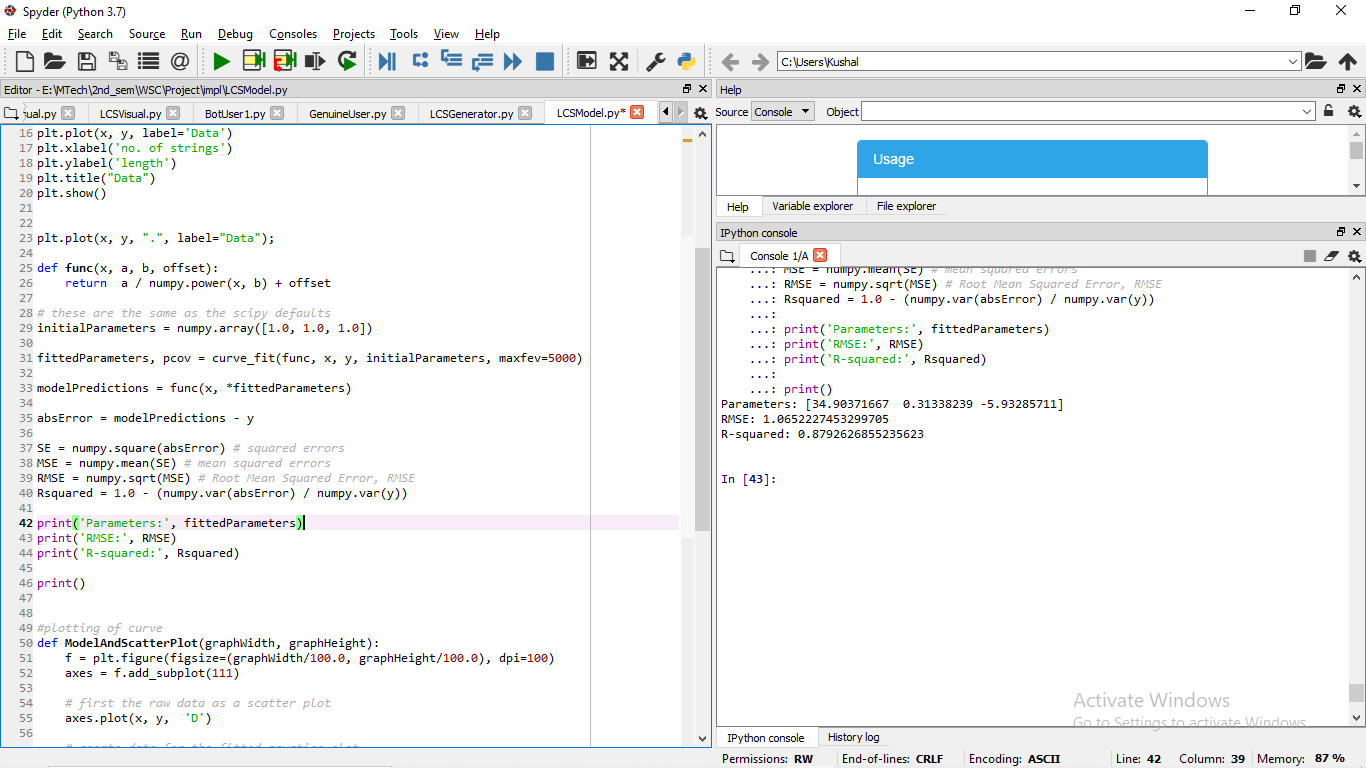 Spyder (Python 3.7)
File Edit Search Source Run Debug Consoles Projects Tools View Help
C:\Users\Kushal
Editor - E:\MTech\2nd_sem\WSC\Project\impl\LCSModel.py
ual.py LCSVisual.py BotUser1.py GenuineUser.py LCSGenerator.py LCSModel.py*
16 plt.plot(x, y, label='Data')
17 plt.xlabel('no. of strings')
18 plt.ylabel('length')
19 plt.title("Data")
20 plt.show()
21
22
23 plt.plot(x, y, ".", label="Data");
24
25 def func(x, a, b, offset):
26     return  a / numpy.power(x, b) + offset
27
28 # these are the same as the scipy defaults
29 initialParameters = numpy.array([1.0, 1.0, 1.0])
30
31 fittedParameters, pcov = curve_fit(func, x, y, initialParameters, maxfev=5000)
32
33 modelPredictions = func(x, *fittedParameters)
34
35 absError = modelPredictions - y
36
37 SE = numpy.square(absError) # squared errors
38 MSE = numpy.mean(SE) # mean squared errors
39 RMSE = numpy.sqrt(MSE) # Root Mean Squared Error, RMSE
40 Rsquared = 1.0 - (numpy.var(absError) / numpy.var(y))
41
42 print('Parameters:', fittedParameters)
43 print('RMSE:', RMSE)
44 print('R-squared:', Rsquared)
45
46 print()
47
48
49 #plotting of curve
50 def ModelAndScatterPlot(graphWidth, graphHeight):
51     f = plt.figure(figsize=(graphWidth/100.0, graphHeight/100.0), dpi=100)
52     axes = f.add_subplot(111)
53
54     # first the raw data as a scatter plot
55     axes.plot(x, y,  'D')
56
# create data for the fitted equation plot
Help
Source Console Object
Usage
Help Variable explorer File explorer
IPython console
Console 1/A
...: MSE = numpy.mean(SE) # mean squared errors
...: RMSE = numpy.sqrt(MSE) # Root Mean Squared Error, RMSE
...: Rsquared = 1.0 - (numpy.var(absError) / numpy.var(y))
...:
...: print('Parameters:', fittedParameters)
...: print('RMSE:', RMSE)
...: print('R-squared:', Rsquared)
...:
...: print()
Parameters: [34.90371667  0.31338239 -5.93285711]
RMSE: 1.0652227453299705
R-squared: 0.8792626855235623
In [43]:
Activate Windows
Go to Settings to activate Windows.
IPython console History log
Permissions: RW End-of-lines: CRLF Encoding: ASCII Line: 42 Column: 39 Memory: 87 %